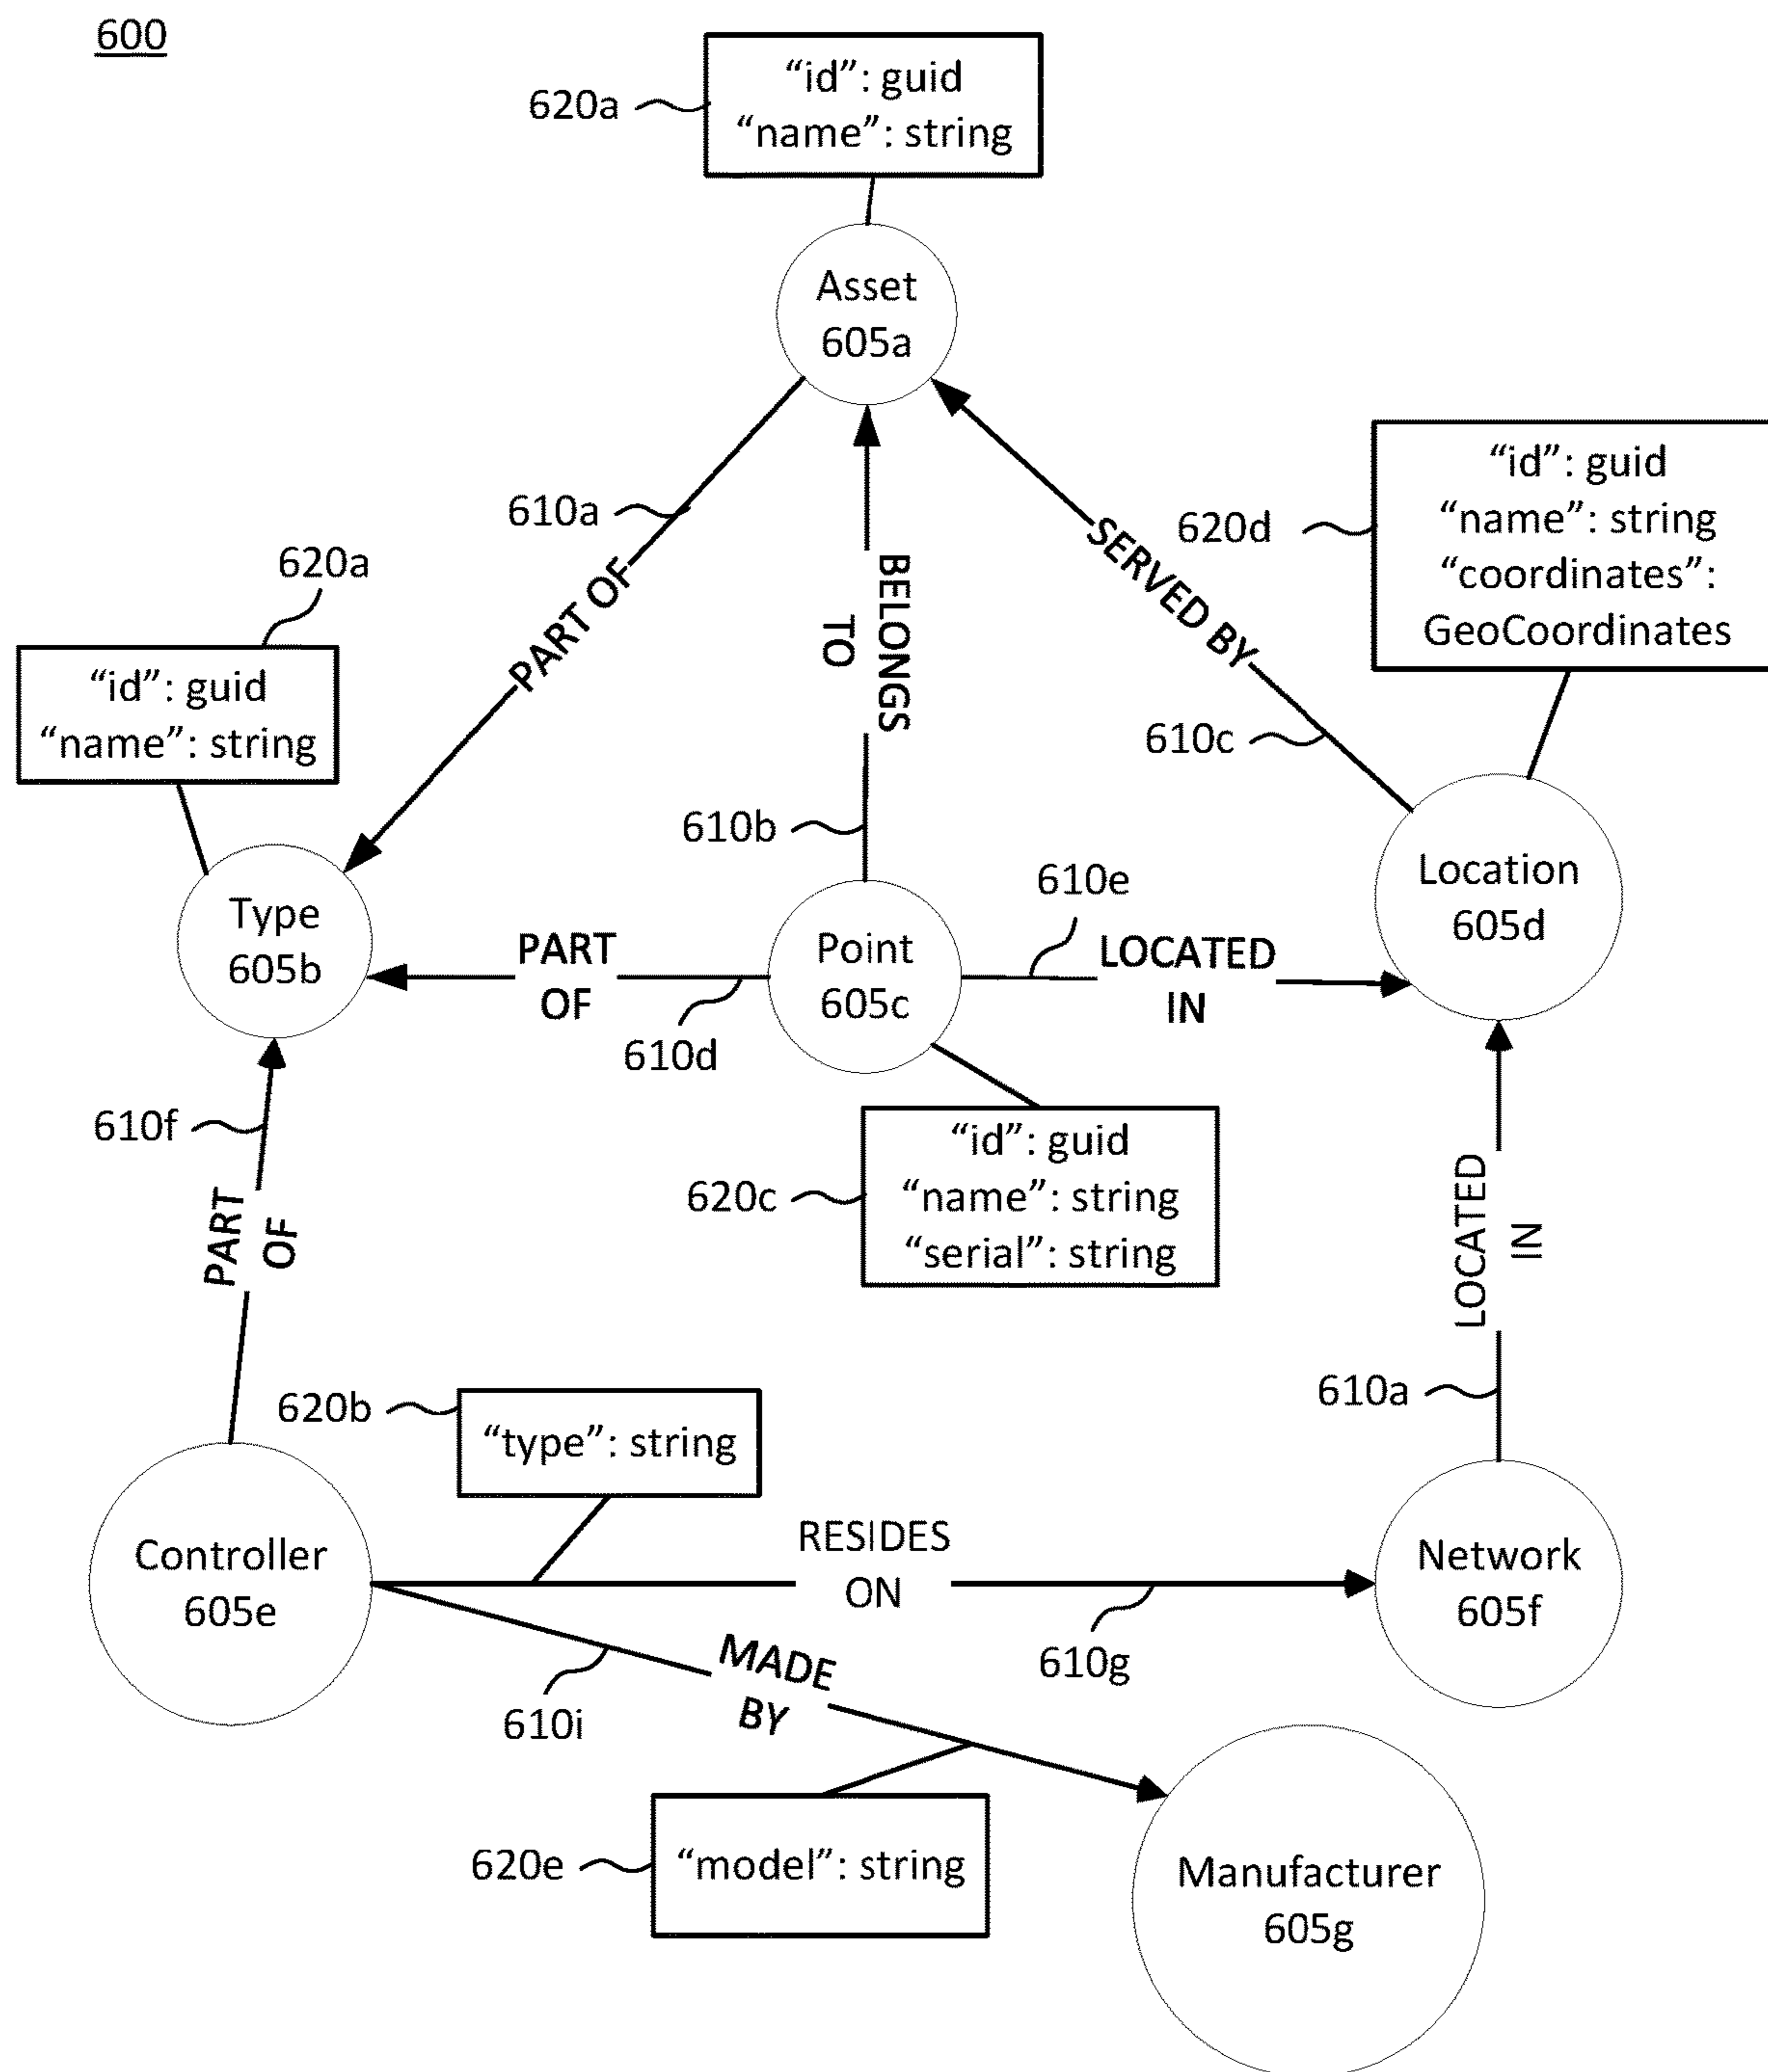 600
620a
“id”: guid
“name”: string
Asset
605a
610a
PART OF
BELONGS
TO
SERVED BY
620d
“id”: guid
“name”: string
“coordinates”:
GeoCoordinates
620a
“id”: guid
“name”: string
610c
610b
610e
Type
605b
PART
OF
610d
Point
605c
LOCATED
IN
Location
605d
610f
PART
OF
620c
“id”: guid
“name”: string
“serial”: string
LOCATED
IN
610a
620b
“type”: string
Controller
605e
RESIDES
ON
610g
Network
605f
610i
MADE
BY
620e
“model”: string
Manufacturer
605g